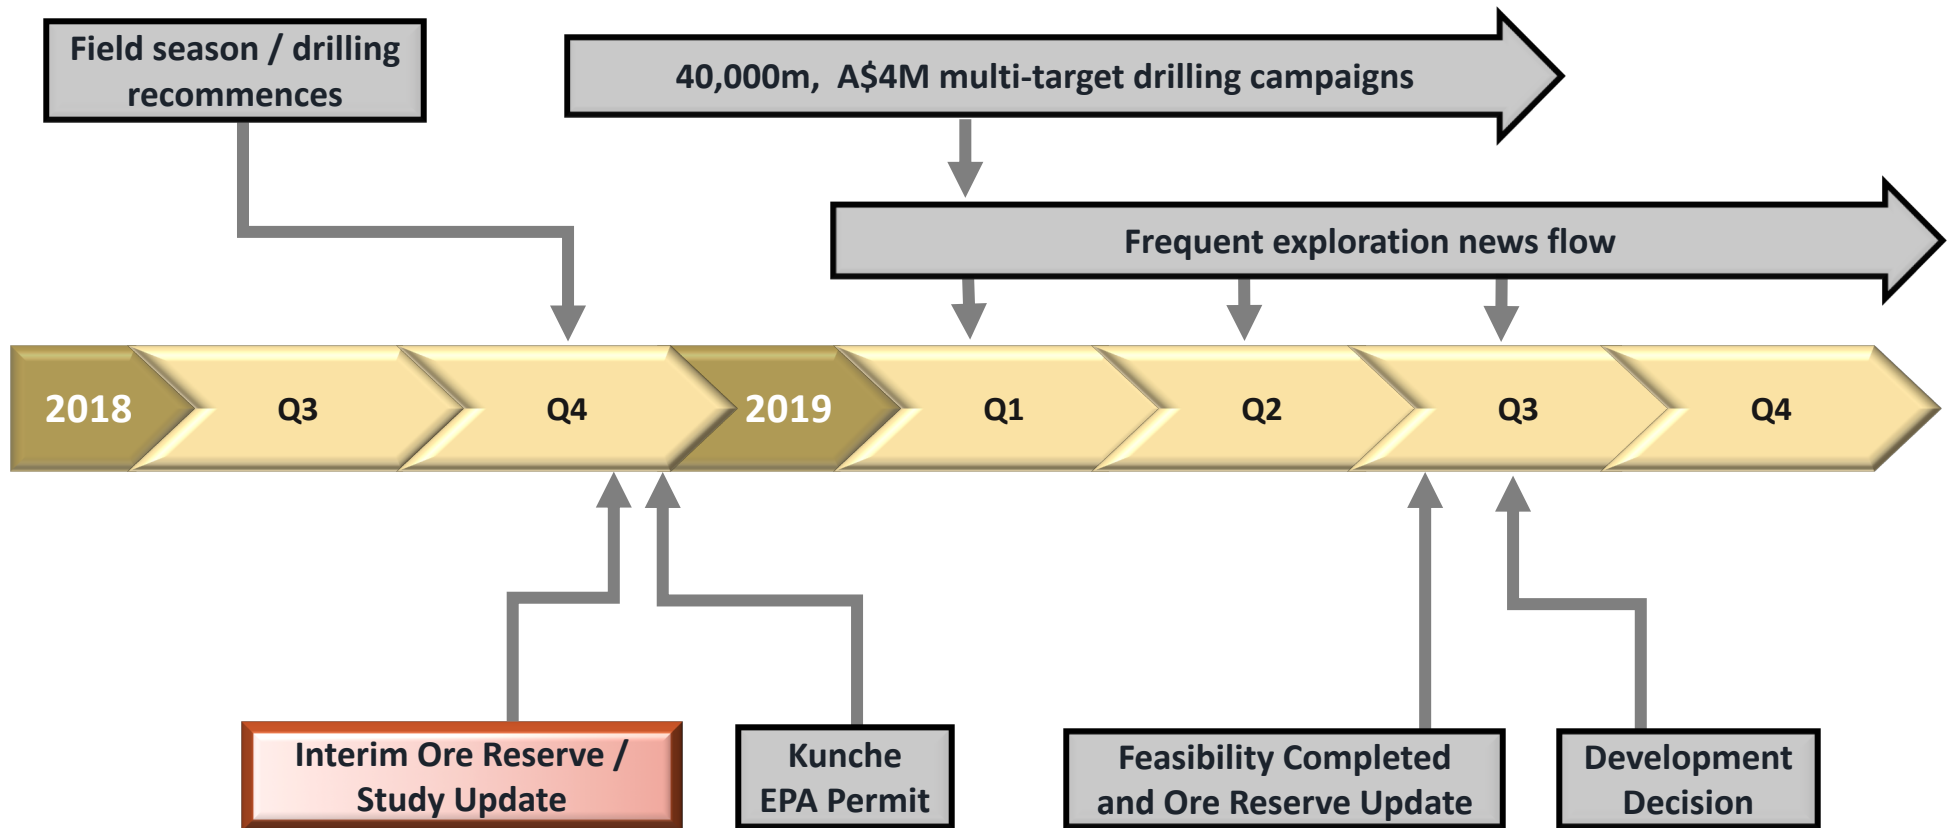 Field season / drilling
recommences
40,000m, A$4M multi-target drilling campaigns
Frequent exploration news flow
2018
Q3
Q4
2019
Q1
Q2
Q3
Q4
Interim Ore Reserve /
Study Update
Kunche
EPA Permit
Feasibility Completed
and Ore Reserve Update
Development
Decision